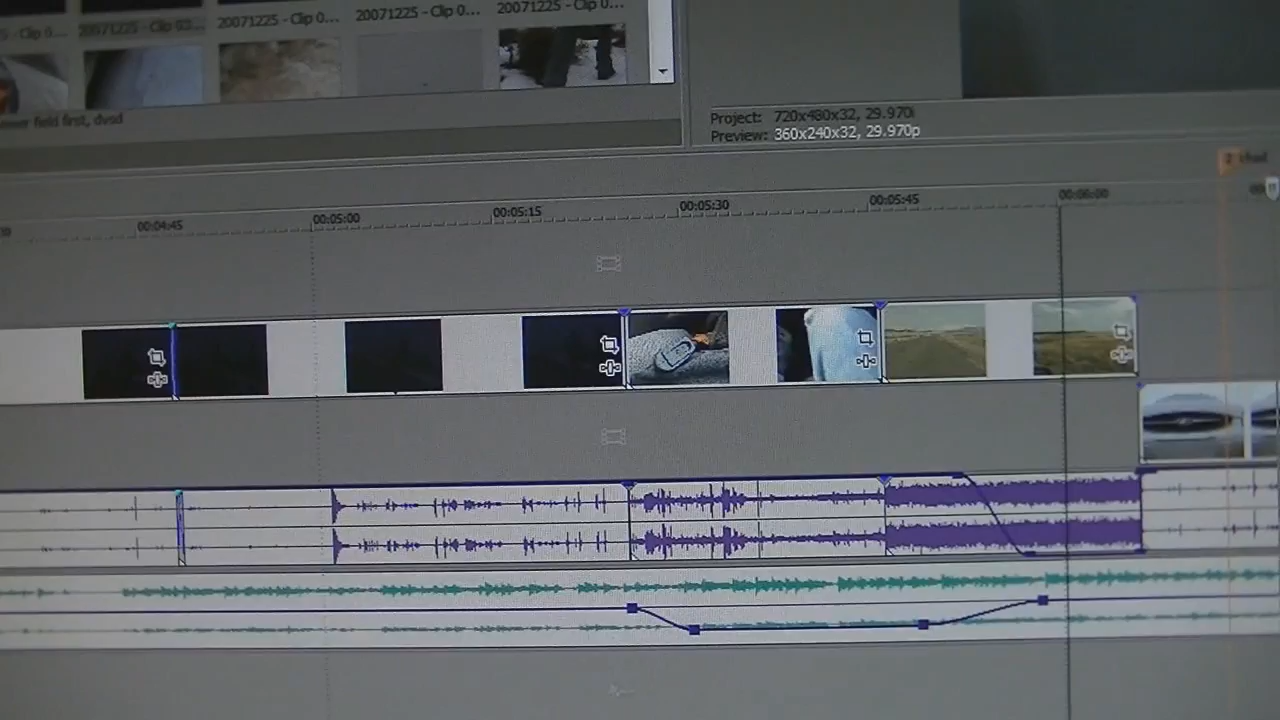 20071225 - Clip 03...
20071225 - Clip 0...
20071225 - Clip 0...
20071225 - Clip 0...
field first, dvsd
Project: 720x480x32, 29.970i
Preview: 360x240x32, 29.970p
2
00:04:45
00:05:00
00:05:15
00:05:30
00:05:45
00:06:00